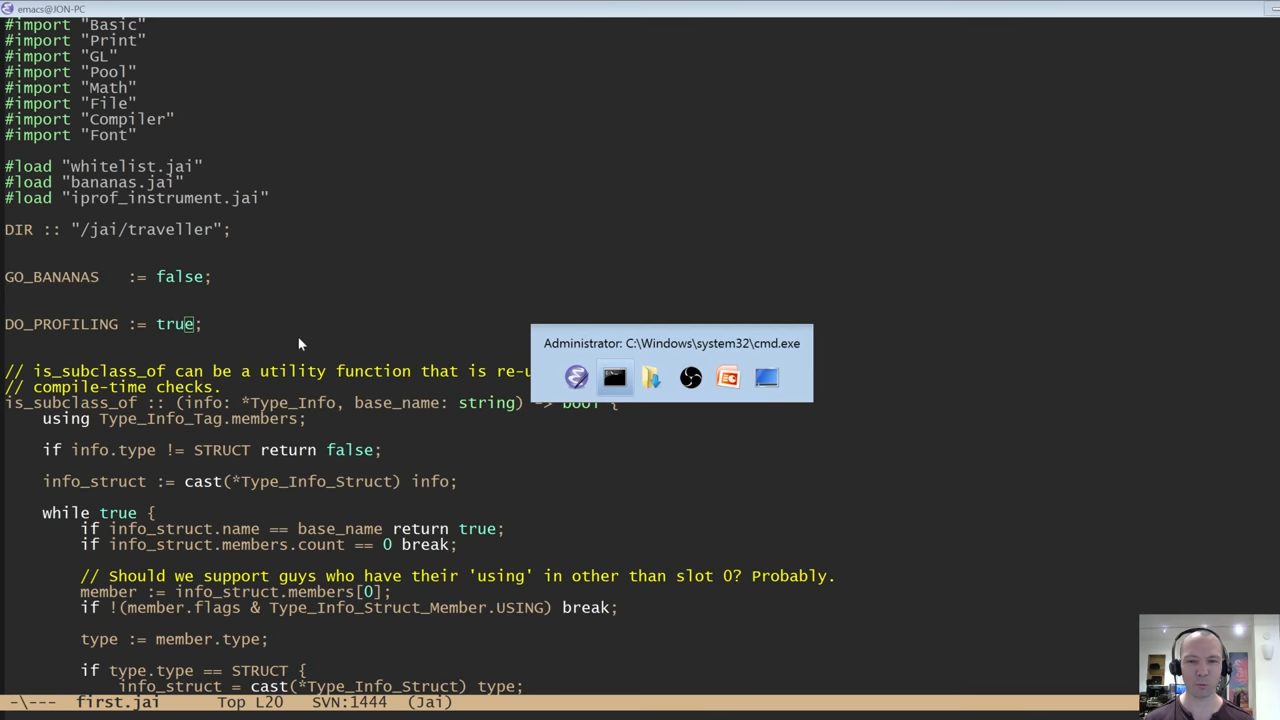 emacs@JON-PC
#import "Basic"
#import "Print"
#import "GL"
#import "Pool"
#import "Math"
#import "File"
#import "Compiler"
#import "Font"
#load "whitelist.jai"
#load "bananas.jai"
#load "iprof_instrument.jai"
DIR :: "/jai/traveller";
GO_BANANAS   := false;
DO_PROFILING := true;
Administrator: C:\Windows\system32\cmd.exe
// is_subclass_of can be a utility function that is re-u
// compile-time checks.
is_subclass_of :: (info: *Type_Info, base_name: string) -> bool {
using Type_Info_Tag.members;
if info.type != STRUCT return false;
info_struct := cast(*Type_Info_Struct) info;
while true {
if info_struct.name == base_name return true;
if info_struct.members.count == 0 break;
// Should we support guys who have their 'using' in other than slot 0? Probably.
member := info_struct.members[0];
if !(member.flags & Type_Info_Struct_Member.USING) break;
type := member.type;
if type.type == STRUCT {
info_struct = cast(*Type_Info_Struct) type;
-\--- first.jai Top L20 SVN:1444 (Jai)